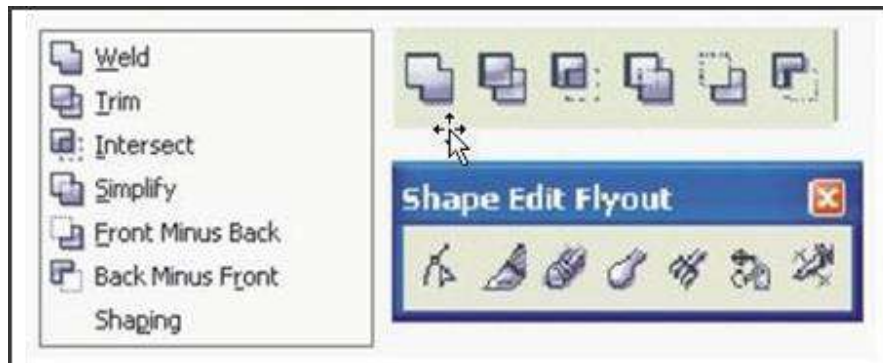 Weld
Trim
Intersect
Simplify
Front Minus Back
Back Minus Front
Shaping
Shape Edit Flyout